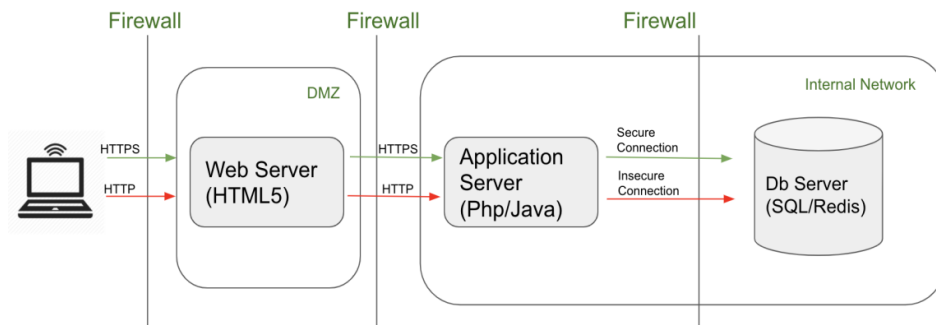 Firewall
Firewall
Firewall
DMZ
Internal Network
HTTPS
HTTP
Web Server
(HTML5)
HTTPS
HTTP
Application
Server
(Php/Java)
Secure
Connection
Insecure
Connection
Db Server
(SQL/Redis)